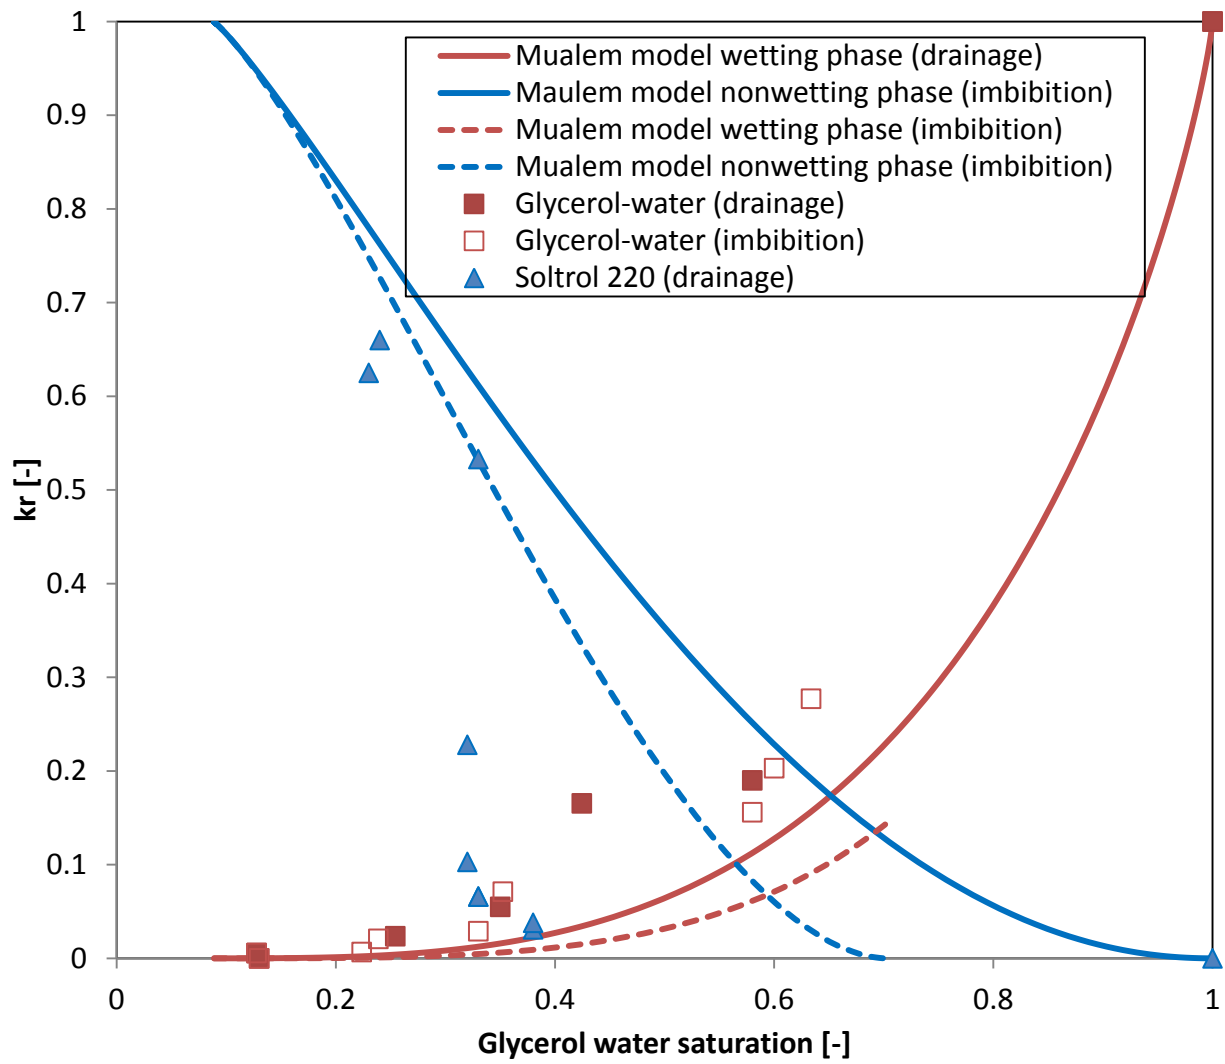 1
0.9
0.8
0.7
0.6
0.5
0.4
0.3
0.2
0.1
0
kr [-]
Mualem model wetting phase (drainage)
Maulem model nonwetting phase (imbibition)
Mualem model wetting phase (imbibition)
Mualem model nonwetting phase (imbibition)
Glycerol-water (drainage)
Glycerol-water (imbibition)
Soltrol 220 (drainage)
0 0.2 0.4 0.6 0.8 1
Glycerol water saturation [-]